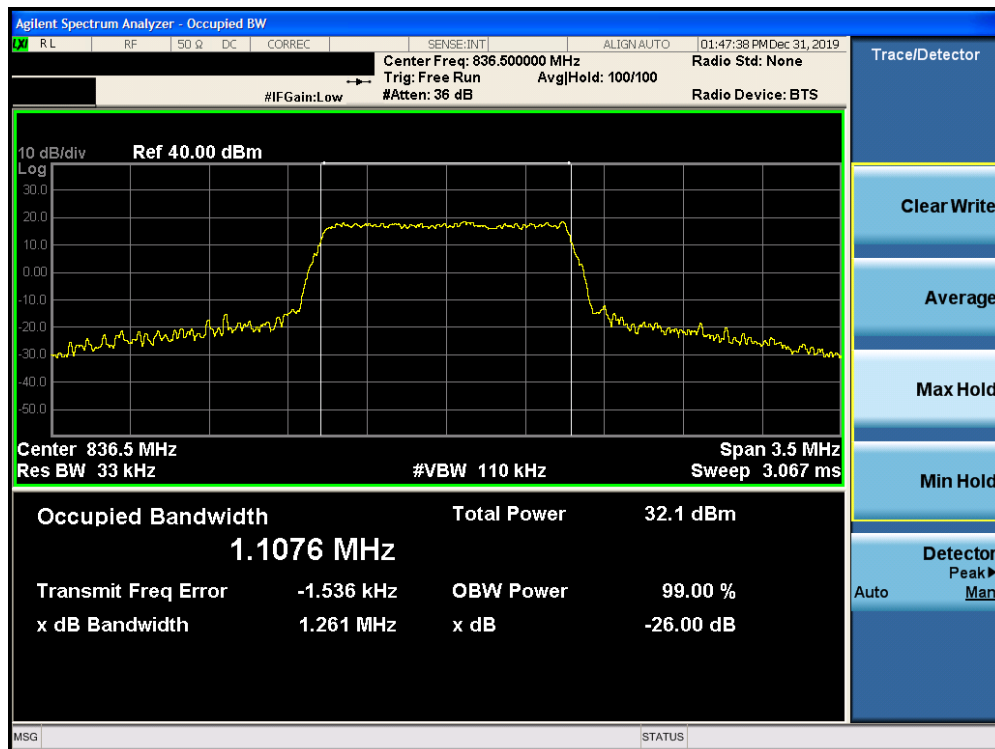 Agilent Spectrum Analyzer - Occupied BW
LXI RL RF 50 Ω DC CORREC SENSE:INT ALIGNAUTO 01:47:38 PMDec 31, 2019
Center Freq: 836.500000 MHz Radio Std: None
Trig: Free Run Avg|Hold: 100/100
#IFGain:Low #Atten: 36 dB Radio Device: BTS
10 dB/div Ref 40.00 dBm
Log
30.0
20.0
10.0
0.00
-10.0
-20.0
-30.0
-40.0
-50.0
Center 836.5 MHz Span 3.5 MHz
Res BW 33 kHz #VBW 110 kHz Sweep 3.067 ms
Occupied Bandwidth Total Power 32.1 dBm
1.1076 MHz
Transmit Freq Error -1.536 kHz OBW Power 99.00 %
x dB Bandwidth 1.261 MHz x dB -26.00 dB
MSG STATUS
Trace/Detector
Clear Write
Average
Max Hold
Min Hold
Detector
Peak▶
Auto Man